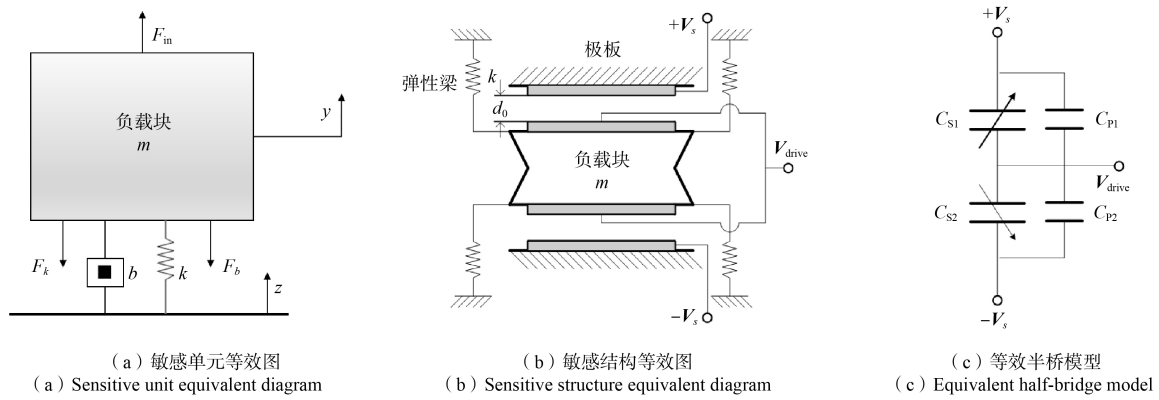 F_in
负载块
m
y
F_k
b
k
F_b
z
+V_s
极板
弹性梁
k
d_0
负载块
m
V_drive
−V_s
+V_s
C_S1
C_P1
V_drive
C_S2
C_P2
−V_s
（a）敏感单元等效图
（a）Sensitive unit equivalent diagram
（b）敏感结构等效图
（b）Sensitive structure equivalent diagram
（c）等效半桥模型
（c）Equivalent half-bridge model